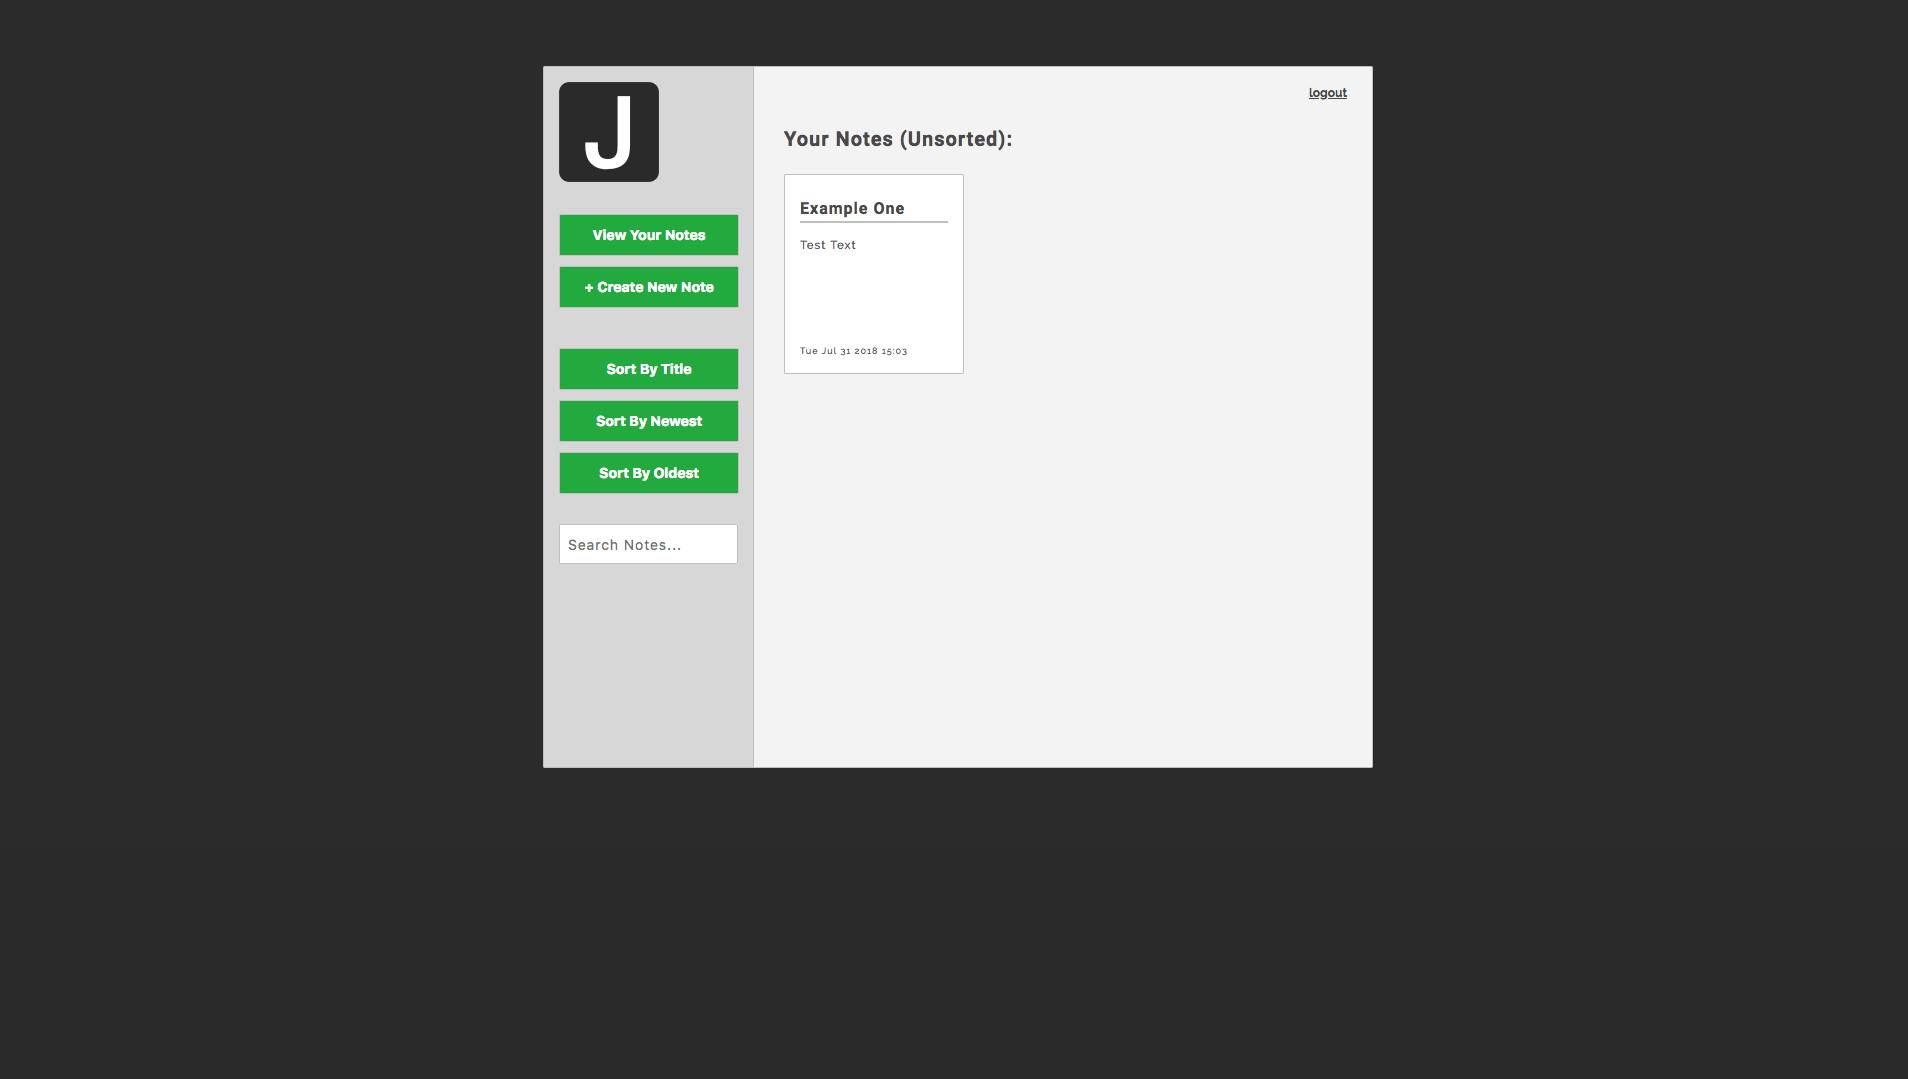 J
View Your Notes
+ Create New Note
Sort By Title
Sort By Newest
Sort By Oldest
Search Notes...
logout
Your Notes (Unsorted):
Example One
Test Text
Tue Jul 31 2018 15:03